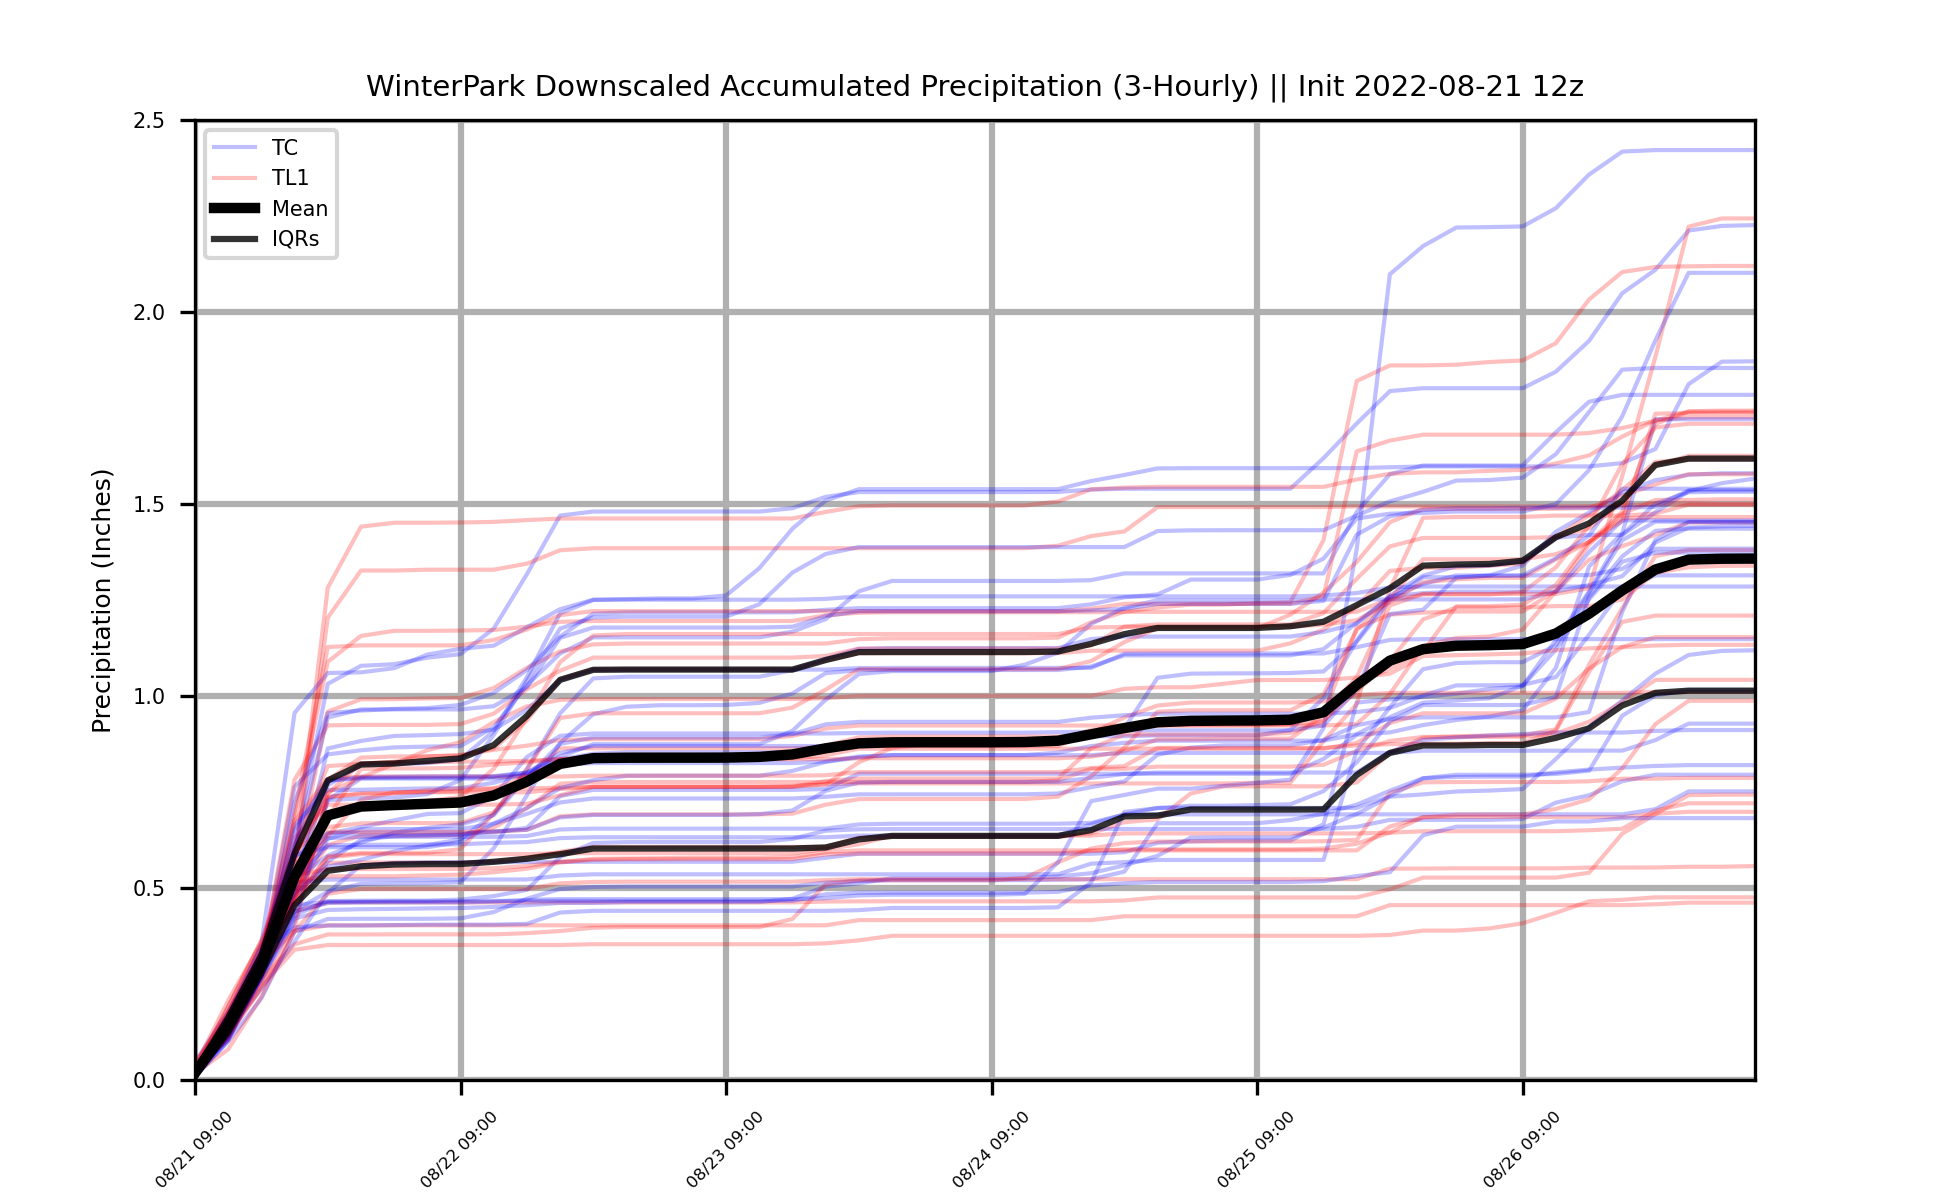 WinterPark Downscaled Accumulated Precipitation (3-Hourly) || Init 2022-08-21 12z
Precipitation (Inches)
2.5
2.0
1.5
1.0
0.5
0.0
TC
TL1
Mean
IQRs
08/21 09:00
08/22 09:00
08/23 09:00
08/24 09:00
08/25 09:00
08/26 09:00